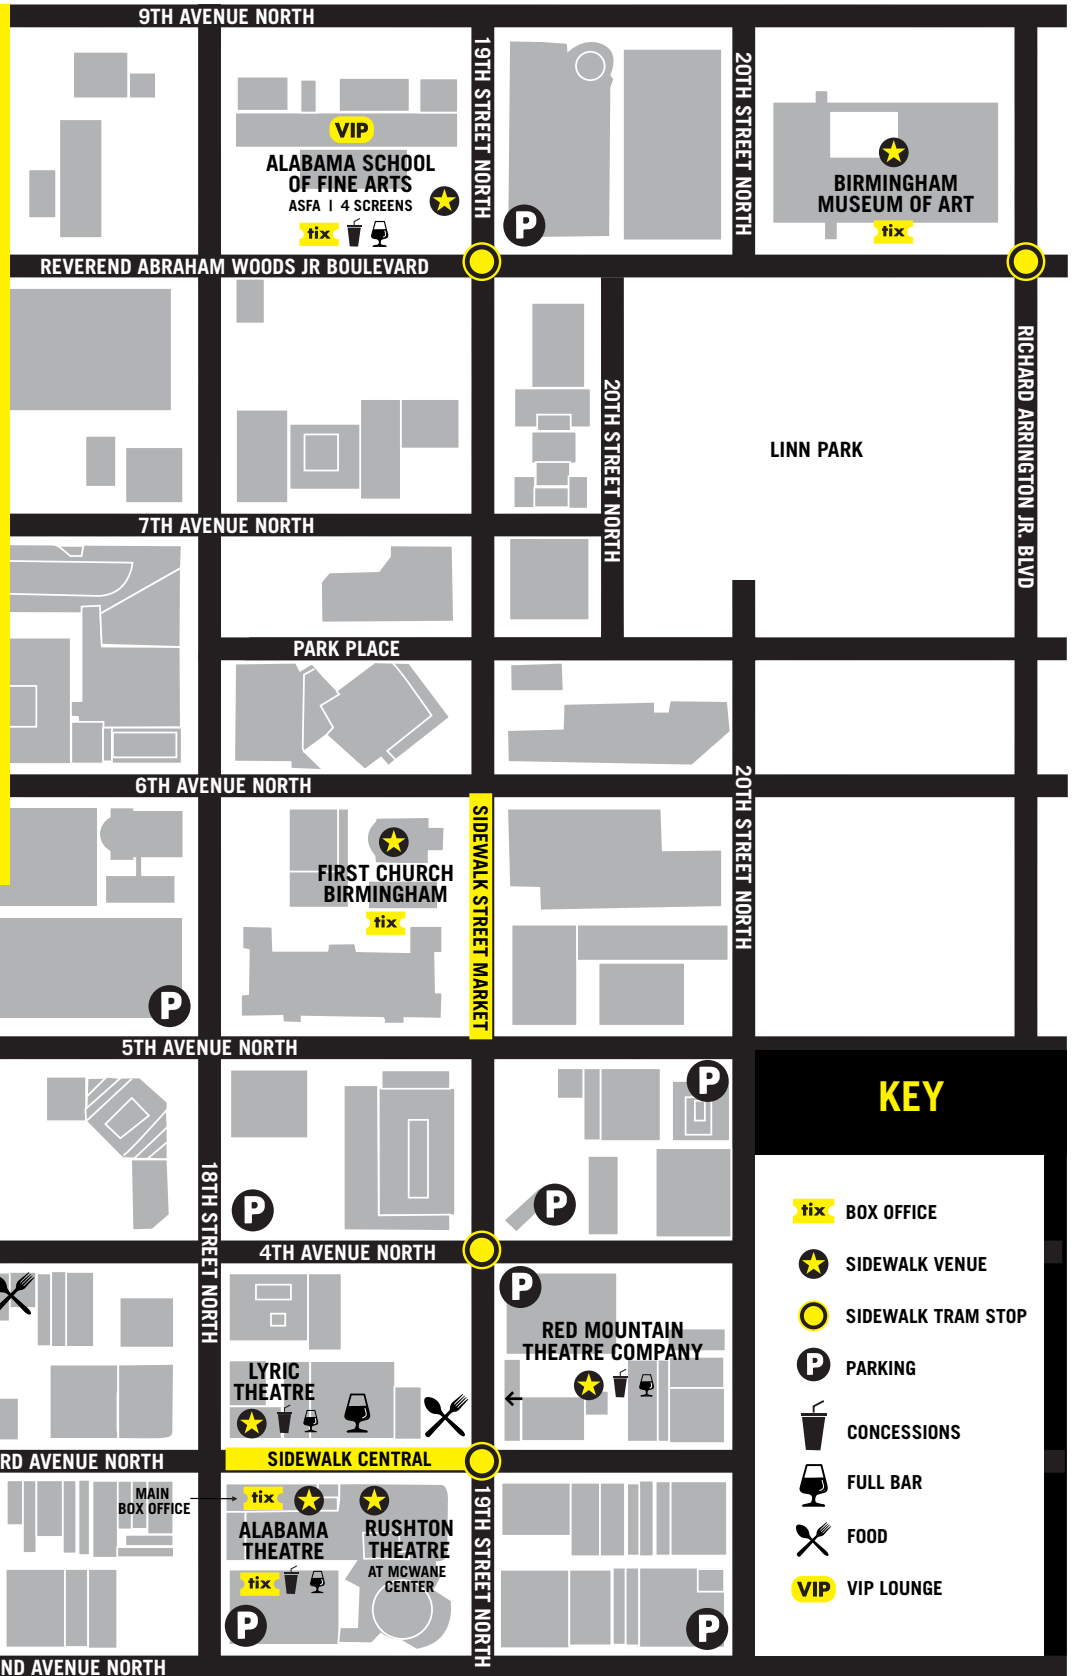 9TH AVENUE NORTH
19TH STREET NORTH
20TH STREET NORTH
VIP
ALABAMA SCHOOL
OF FINE ARTS
ASFA | 4 SCREENS
tix
P
BIRMINGHAM
MUSEUM OF ART
tix
REVEREND ABRAHAM WOODS JR BOULEVARD
RICHARD ARRINGTON JR. BLVD
20TH STREET NORTH
LINN PARK
7TH AVENUE NORTH
PARK PLACE
6TH AVENUE NORTH
20TH STREET NORTH
SIDEWALK STREET MARKET
FIRST CHURCH
BIRMINGHAM
tix
P
5TH AVENUE NORTH
P
18TH STREET NORTH
P
P
4TH AVENUE NORTH
P
RED MOUNTAIN
THEATRE COMPANY
LYRIC
THEATRE
RD AVENUE NORTH
SIDEWALK CENTRAL
MAIN
BOX OFFICE
tix
19TH STREET NORTH
ALABAMA
THEATRE
tix
RUSHTON
THEATRE
AT MCWANE
CENTER
P
P
ND AVENUE NORTH
KEY
tix BOX OFFICE
SIDEWALK VENUE
SIDEWALK TRAM STOP
P PARKING
CONCESSIONS
FULL BAR
FOOD
VIP VIP LOUNGE